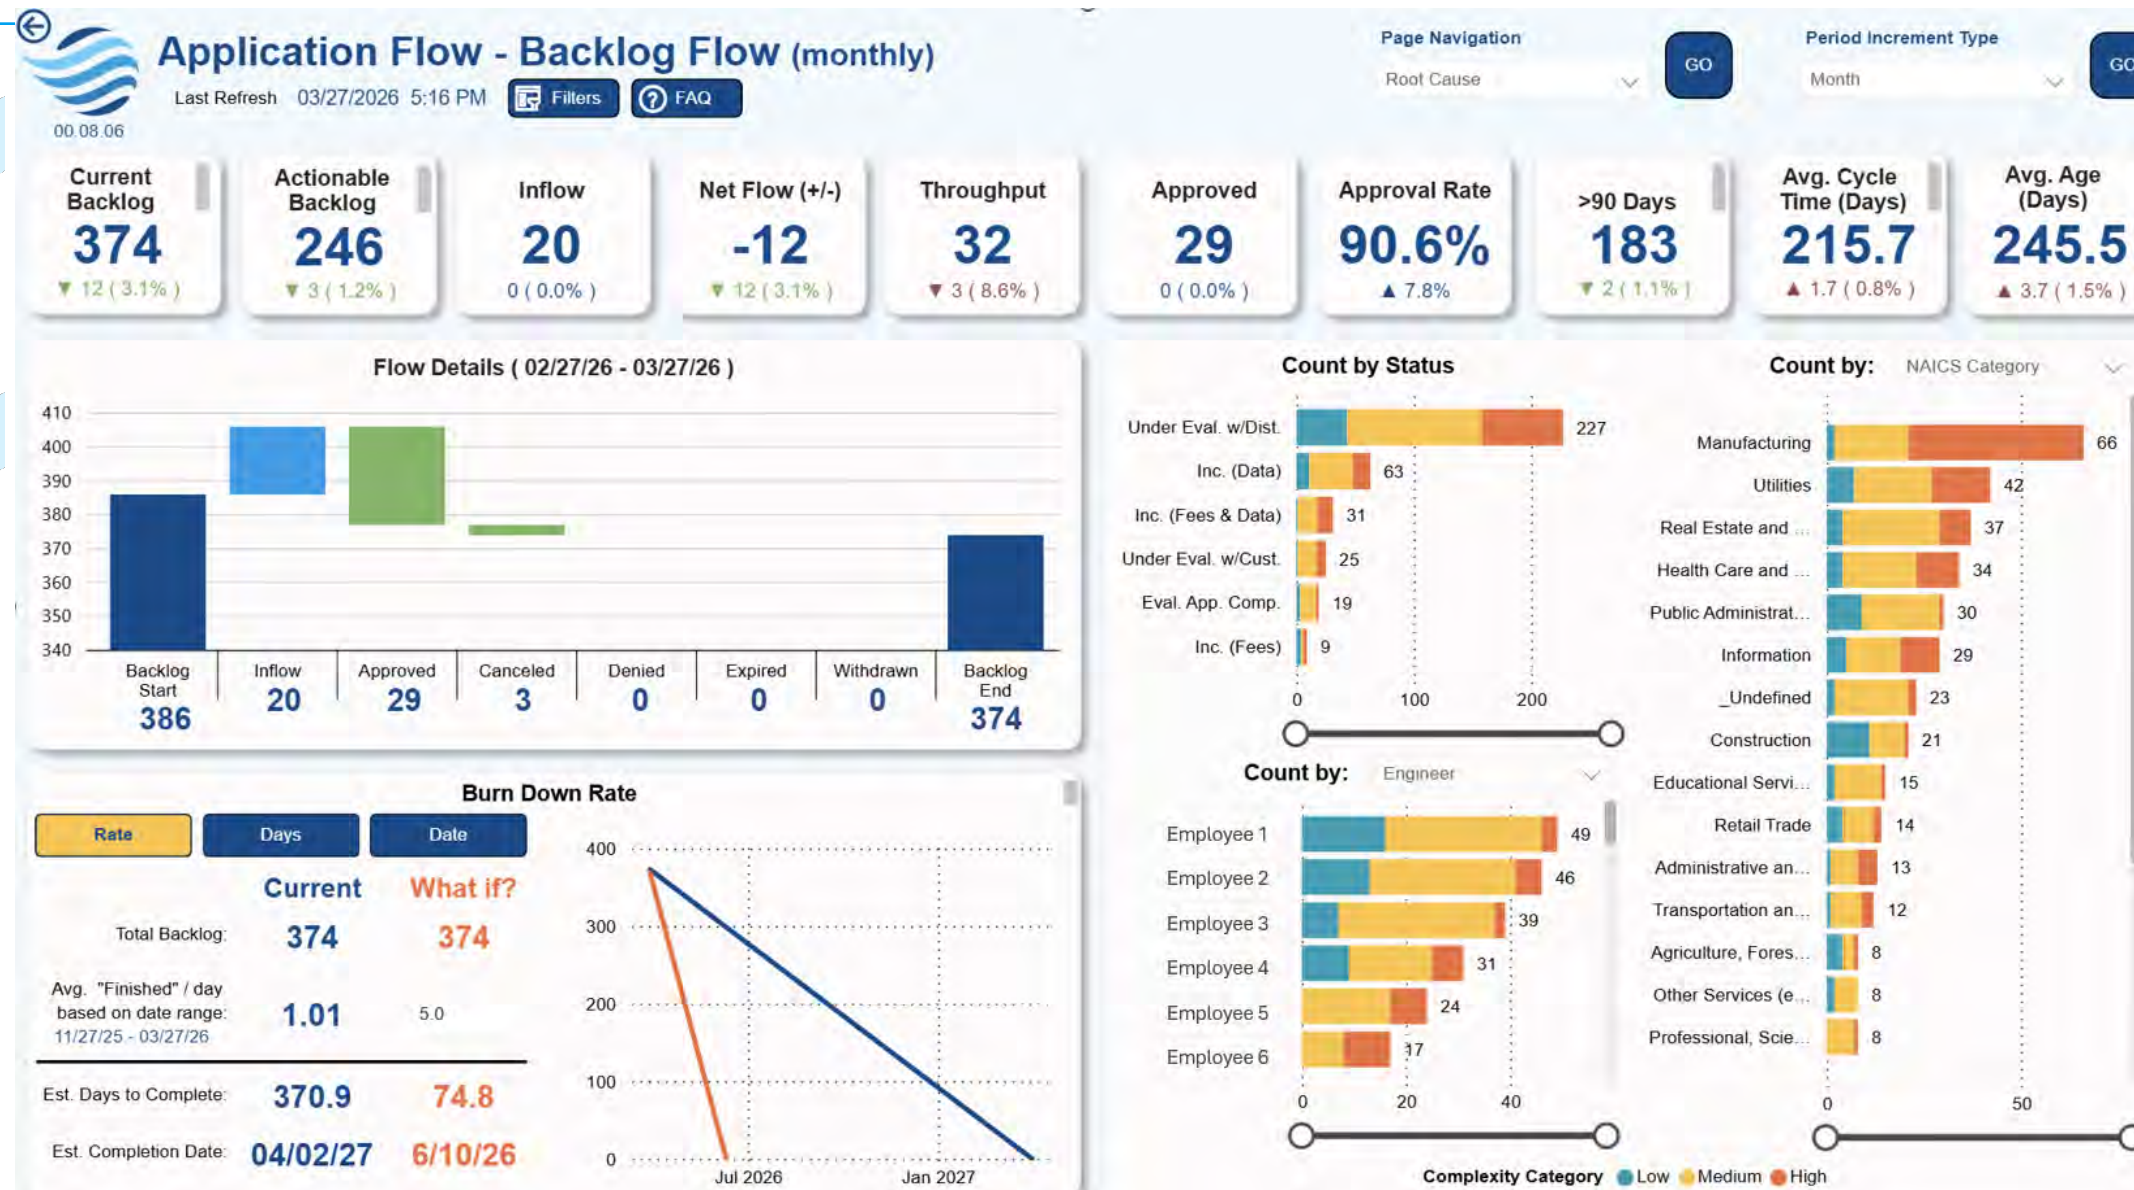 Application Flow - Backlog Flow (monthly)
Last Refresh 03/27/2026 5:16 PM Filters ? FAQ
00.08.06
Page Navigation
Root Cause
GO
Period Increment Type
Month
GO
Current Backlog
374
▼ 12 ( 3.1% )
Actionable Backlog
246
▼ 3 ( 1.2% )
Inflow
20
0 ( 0.0% )
Net Flow (+/-)
-12
▼ 12 ( 3.1% )
Throughput
32
▼ 3 ( 8.6% )
Approved
29
0 ( 0.0% )
Approval Rate
90.6%
▲ 7.8%
>90 Days
183
▼ 2 ( 1.1% )
Avg. Cycle Time (Days)
215.7
▲ 1.7 ( 0.8% )
Avg. Age (Days)
245.5
▲ 3.7 ( 1.5% )
Flow Details ( 02/27/26 - 03/27/26 )
410
400
390
380
370
360
350
340
Backlog Start 386
Inflow 20
Approved 29
Canceled 3
Denied 0
Expired 0
Withdrawn 0
Backlog End 374
Burn Down Rate
Rate Days Date
Current What if?
Total Backlog: 374 374
Avg. "Finished" / day
based on date range: 1.01 5.0
11/27/25 - 03/27/26
Est. Days to Complete: 370.9 74.8
Est. Completion Date: 04/02/27 6/10/26
400
300
200
100
0
Jul 2026 Jan 2027
Count by Status
Under Eval. w/Dist. 227
Inc. (Data) 63
Inc. (Fees & Data) 31
Under Eval. w/Cust. 25
Eval. App. Comp. 19
Inc. (Fees) 9
0 100 200
Count by: Engineer
Employee 1 49
Employee 2 46
Employee 3 39
Employee 4 31
Employee 5 24
Employee 6 17
0 20 40
Count by: NAICS Category
Manufacturing 66
Utilities 42
Real Estate and ... 37
Health Care and ... 34
Public Administrat... 30
Information 29
_Undefined 23
Construction 21
Educational Servi... 15
Retail Trade 14
Administrative an... 13
Transportation an... 12
Agriculture, Fores... 8
Other Services (e... 8
Professional, Scie... 8
0 50
Complexity Category Low Medium High